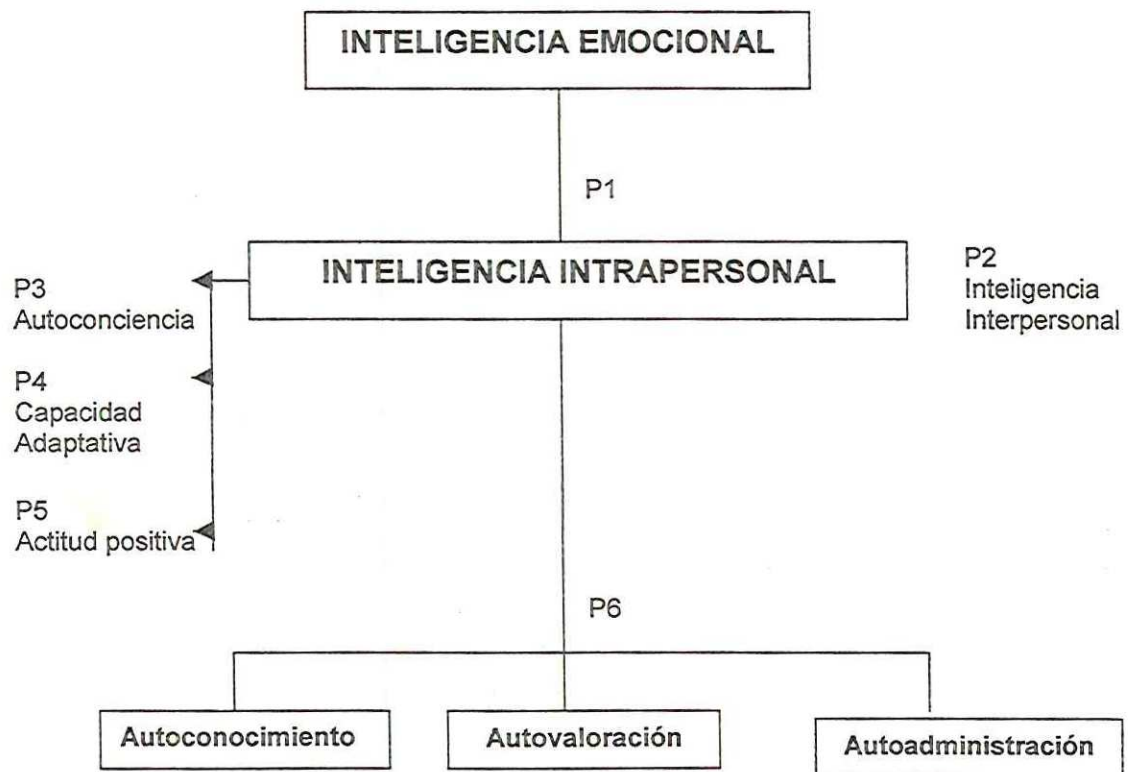 INTELIGENCIA EMOCIONAL
P1
INTELIGENCIA INTRAPERSONAL
P2
Inteligencia
Interpersonal
P3
Autoconciencia
P4
Capacidad
Adaptativa
P5
Actitud positiva
P6
Autoconocimiento
Autovaloración
Autoadministración